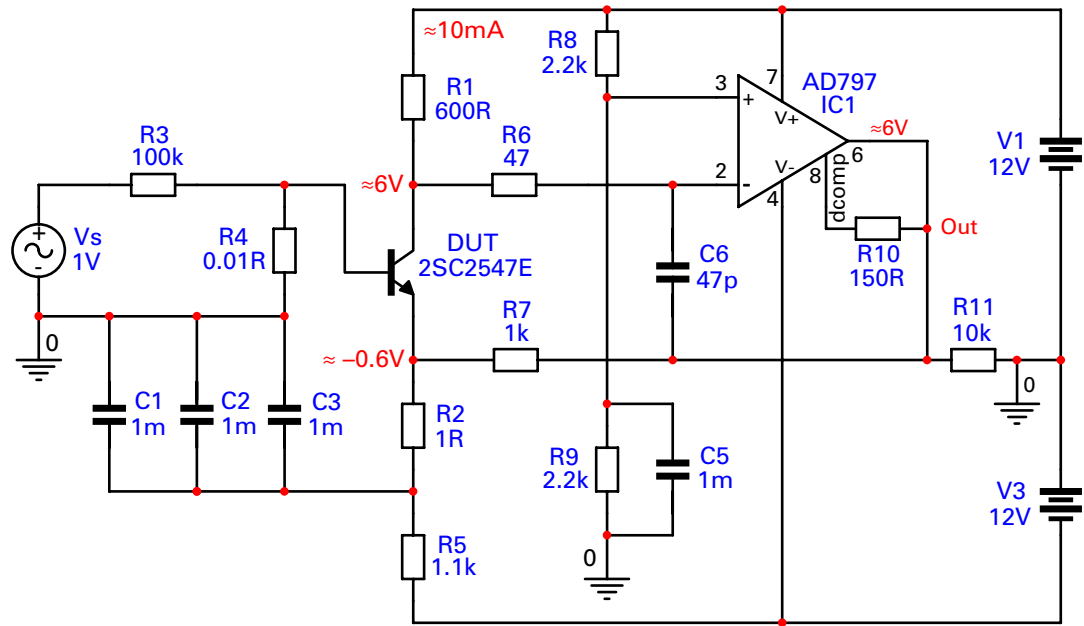 ≈10mA
R1
600R
R8
2.2k
AD797
IC1
3
+
7
V+
≈6V
6
V1
12V
R3
100k
R6
47
≈6V
2
-
V-
4
8
dcomp
Out
R10
150R
+
-
Vs
1V
R4
0.01R
DUT
2SC2547E
C6
47p
R7
1k
R11
10k
0
≈ −0.6V
0
C1
1m
C2
1m
C3
1m
R2
1R
R9
2.2k
C5
1m
V3
12V
R5
1.1k
0